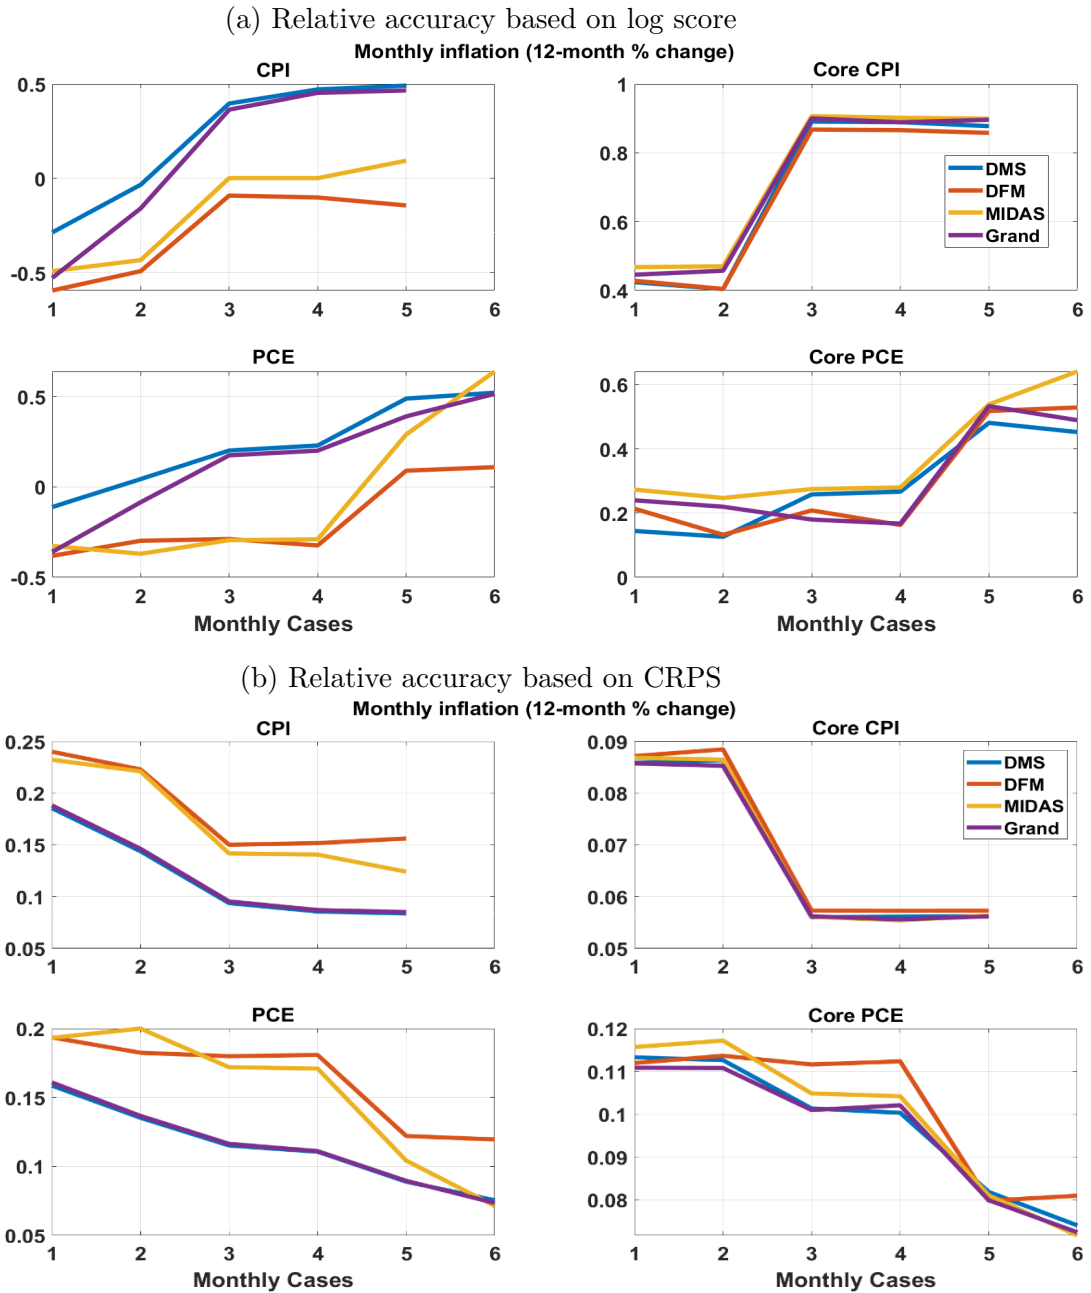 (a) Relative accuracy based on log score
Monthly inflation (12-month % change)
CPI
0.5
0
-0.5
1 2 3 4 5 6
Core CPI
1
0.8
0.6
0.4
1 2 3 4 5 6
DMS
DFM
MIDAS
Grand
PCE
0.5
0
-0.5
1 2 3 4 5 6
Monthly Cases
Core PCE
0.6
0.4
0.2
0
1 2 3 4 5 6
Monthly Cases
(b) Relative accuracy based on CRPS
Monthly inflation (12-month % change)
CPI
0.25
0.2
0.15
0.1
0.05
1 2 3 4 5 6
Core CPI
0.09
0.08
0.07
0.06
0.05
1 2 3 4 5 6
DMS
DFM
MIDAS
Grand
PCE
0.2
0.15
0.1
0.05
1 2 3 4 5 6
Monthly Cases
Core PCE
0.12
0.11
0.1
0.09
0.08
1 2 3 4 5 6
Monthly Cases